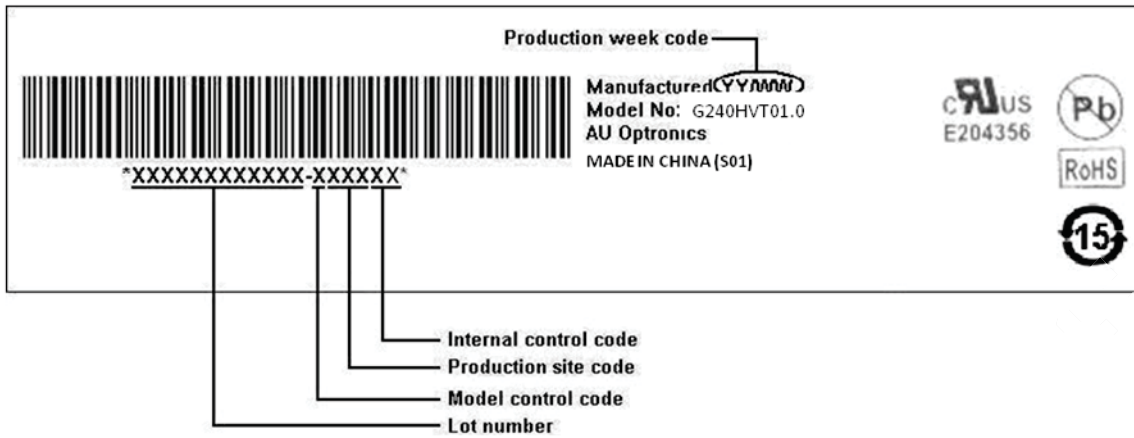 Production week code
Manufactured YY/WW
Model No: G240HVT01.0
AU Optronics
MADE IN CHINA (S01)
*XXXXXXXXXXXX-XXXXXX*
C RU US
E204356
Pb
RoHS
15
Internal control code
Production site code
Model control code
Lot number